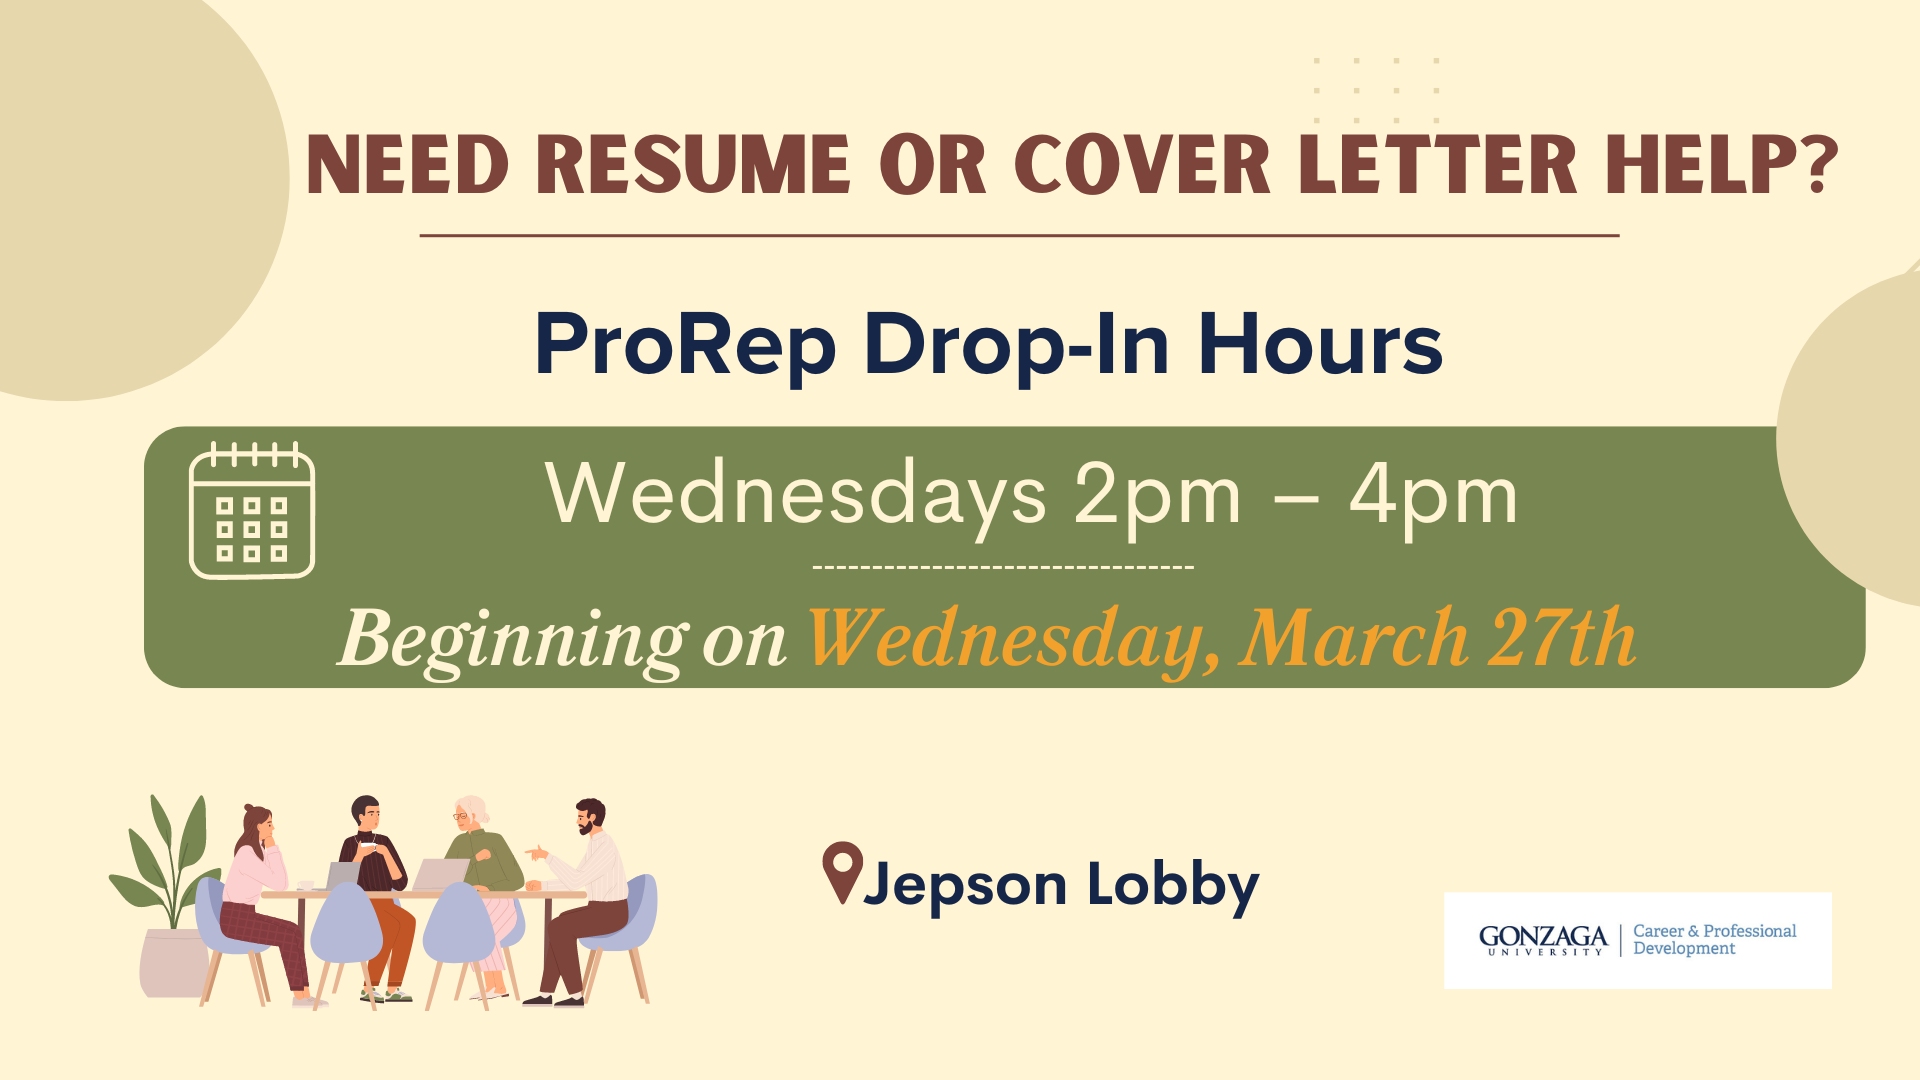 NEED RESUME OR COVER LETTER HELP?
ProRep Drop-In Hours
Wednesdays 2pm – 4pm
Beginning on Wednesday, March 27th
Jepson Lobby
GONZAGA
UNIVERSITY
Career & Professional
Development